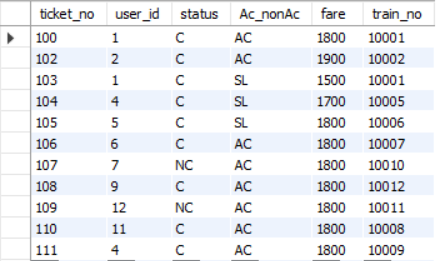 ticket_no user_id status Ac_nonAc fare train_no
100 1 C AC 1800 10001
102 2 C AC 1900 10002
103 1 C SL 1500 10001
104 4 C SL 1700 10005
105 5 C SL 1800 10006
106 6 C AC 1800 10007
107 7 NC AC 1800 10010
108 9 C AC 1800 10012
109 12 NC AC 1800 10011
110 11 C AC 1800 10008
111 4 C AC 1800 10009